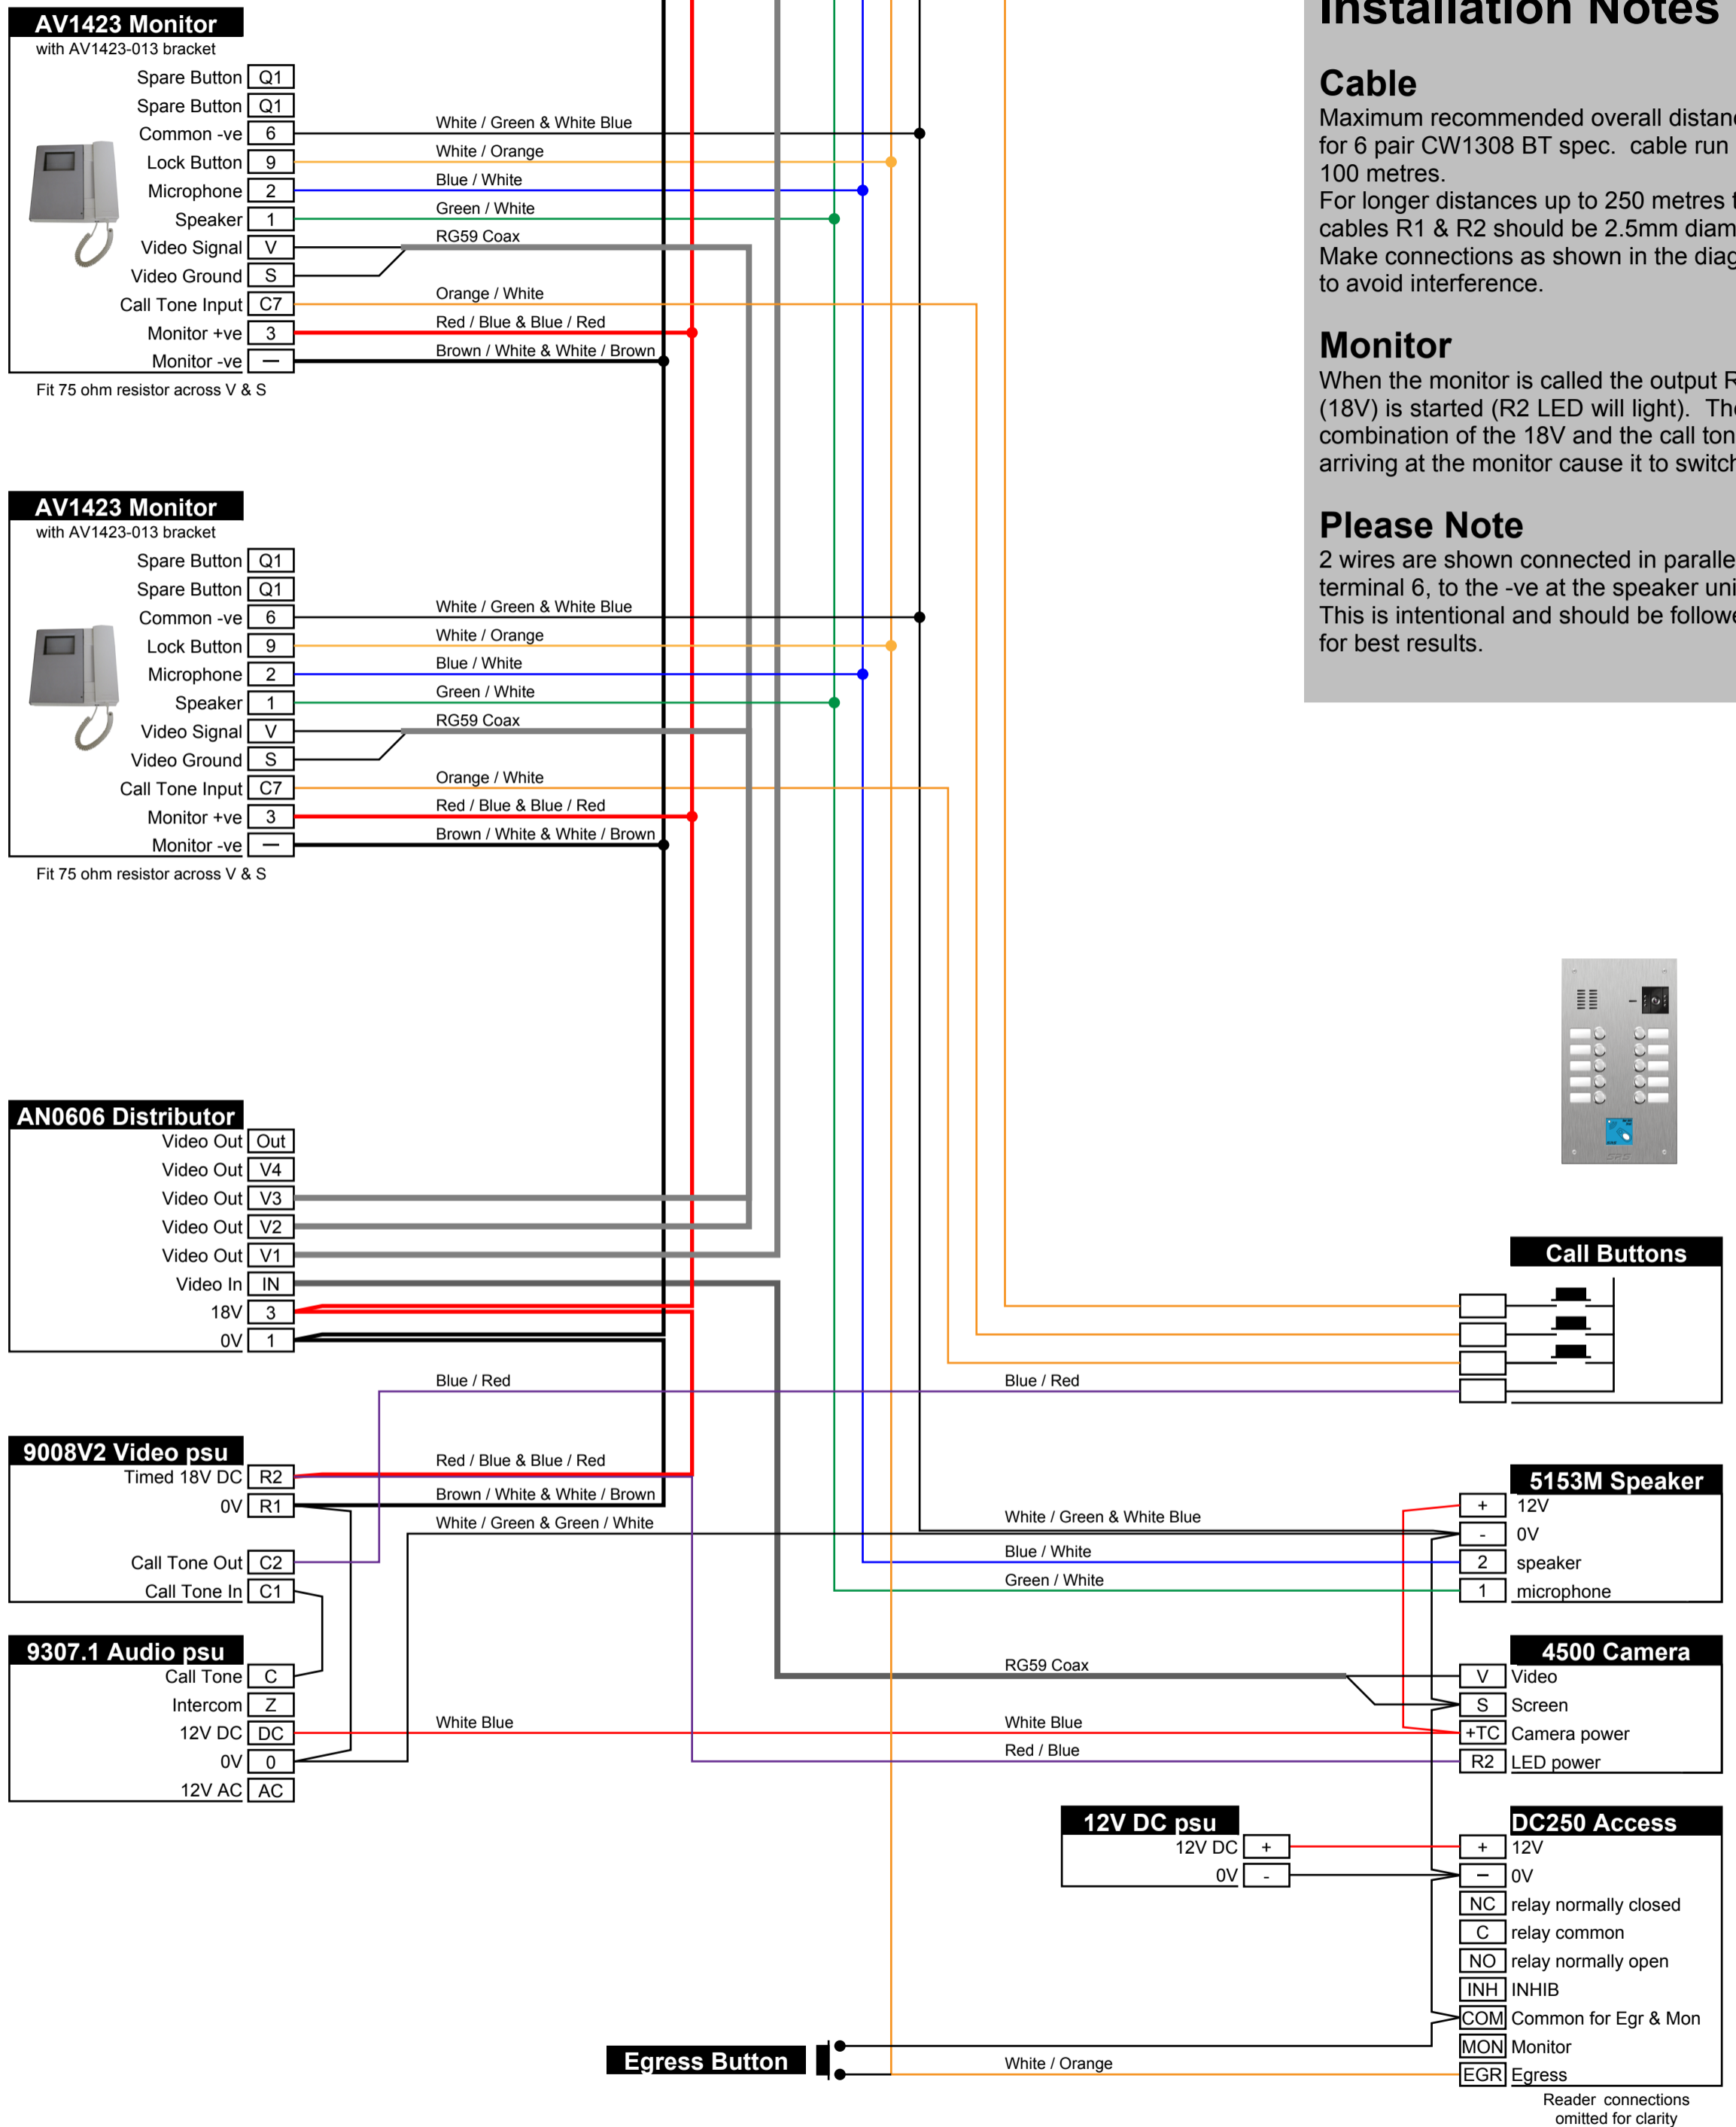 AV1423 Monitor
with AV1423-013 bracket
Spare Button Q1
Spare Button Q1
Common -ve 6 White / Green & White Blue
Lock Button 9 White / Orange
Microphone 2 Blue / White
Speaker 1 Green / White
Video Signal V RG59 Coax
Video Ground S
Call Tone Input C7 Orange / White
Monitor +ve 3 Red / Blue & Blue / Red
Monitor -ve — Brown / White & White / Brown
Fit 75 ohm resistor across V & S
AV1423 Monitor
with AV1423-013 bracket
Spare Button Q1
Spare Button Q1
Common -ve 6 White / Green & White Blue
Lock Button 9 White / Orange
Microphone 2 Blue / White
Speaker 1 Green / White
Video Signal V RG59 Coax
Video Ground S
Call Tone Input C7 Orange / White
Monitor +ve 3 Red / Blue & Blue / Red
Monitor -ve — Brown / White & White / Brown
Fit 75 ohm resistor across V & S
Installation Notes
Cable
Maximum recommended overall
for 6 pair CW1308 BT spec. cable run
100 metres.
For longer distances up to 250 metres
cables R1 & R2 should be 2.5mm
Make connections as shown in the
to avoid interference.
Monitor
When the monitor is called the output
(18V) is started (R2 LED will light).
combination of the 18V and the call
arriving at the monitor cause it to
Please Note
2 wires are shown connected in
terminal 6, to the -ve at the speaker
This is intentional and should be
for best results.
AN0606 Distributor
Video Out Out
Video Out V4
Video Out V3
Video Out V2
Video Out V1
Video In IN
18V 3
0V 1
Call Buttons
Blue / Red Blue / Red
9008V2 Video psu
Timed 18V DC R2 Red / Blue & Blue / Red
0V R1 Brown / White & White / Brown
White / Green & Green / White
Call Tone Out C2
Call Tone In C1
5153M Speaker
+ 12V
White / Green & White Blue - 0V
Blue / White 2 speaker
Green / White 1 microphone
9307.1 Audio psu
Call Tone C
Intercom Z
12V DC DC White Blue
0V 0
12V AC AC
4500 Camera
RG59 Coax V Video
S Screen
White Blue +TC Camera power
Red / Blue R2 LED power
12V DC psu
12V DC +
0V -
DC250 Access
+ 12V
— 0V
NC relay normally closed
C relay common
NO relay normally open
INH INHIB
COM Common for Egr & Mon
MON Monitor
Egress Button White / Orange EGR Egress
Reader connections
omitted for clarity